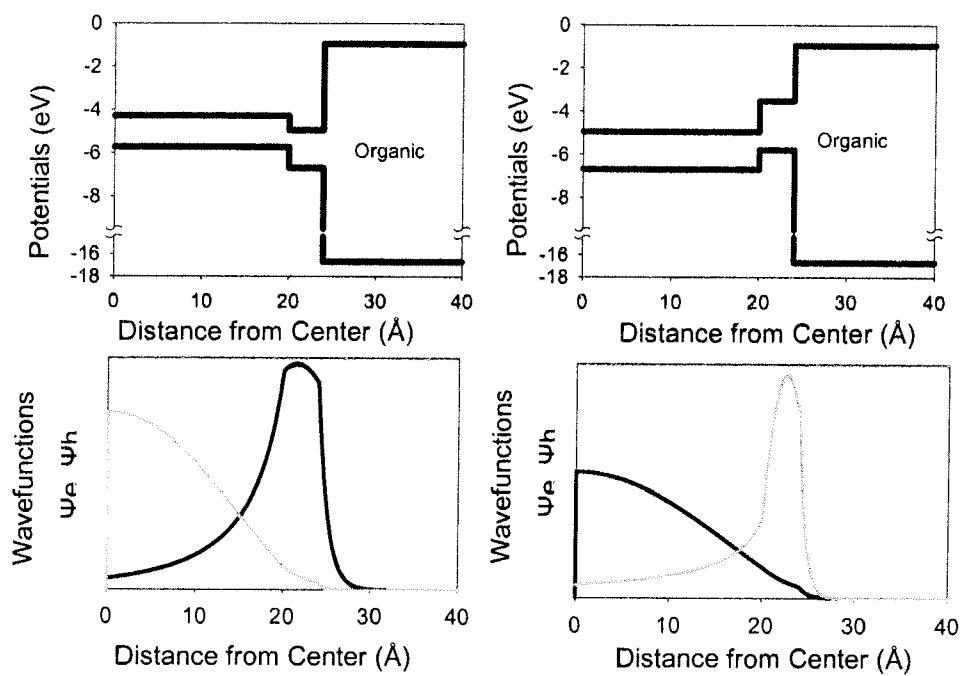 Potentials (eV)
0
-2
-4
-6
-8
-16
-18
Organic
0 10 20 30 40
Distance from Center (Å)
Potentials (eV)
0
-2
-4
-6
-8
-16
-18
Organic
0 10 20 30 40
Distance from Center (Å)
Wavefunctions
Ψe Ψh
0 10 20 30 40
Distance from Center (Å)
Wavefunctions
Ψe Ψh
0 10 20 30 40
Distance from Center (Å)